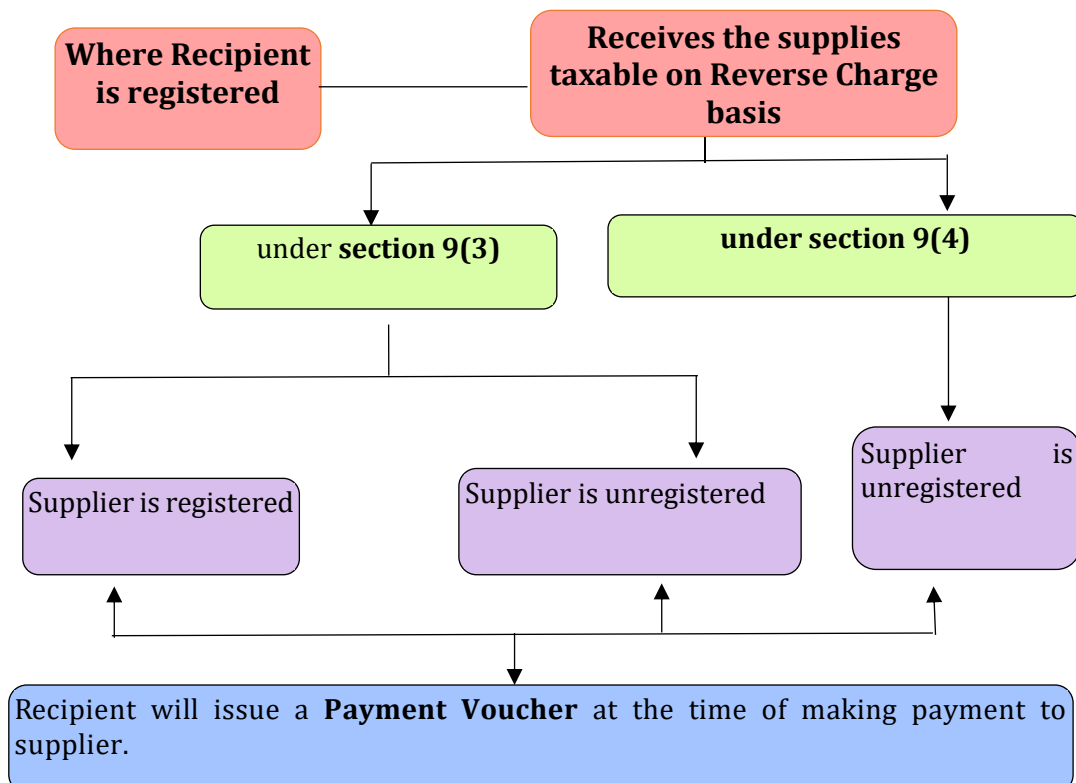 Where Recipient
is registered
Receives the supplies
taxable on Reverse Charge
basis
under section 9(3)
under section 9(4)
Supplier is registered
Supplier is unregistered
Supplier is
unregistered
Recipient will issue a Payment Voucher at the time of making payment to
supplier.